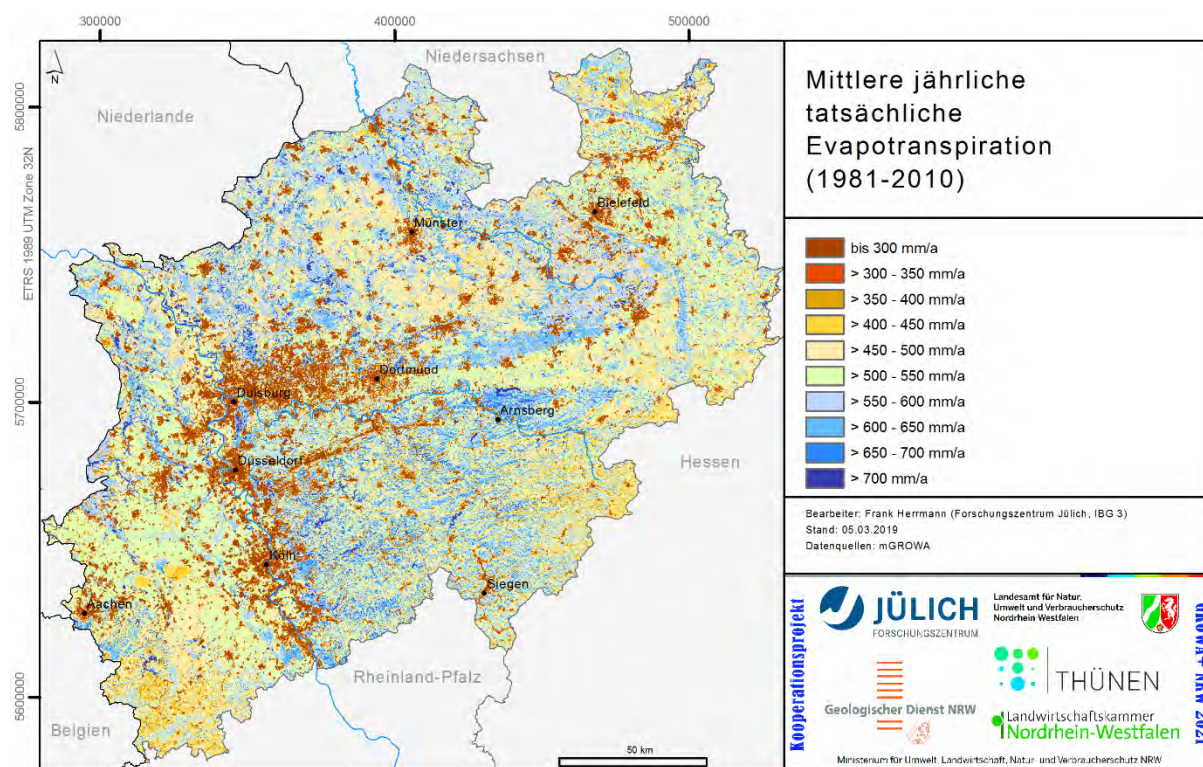 300000
400000
500000
5800000
5700000
5600000
ETRS 1989 UTM Zone 32N
N
Niederlande
Niedersachsen
Hessen
Rheinland-Pfalz
Belgien
Münster
Bielefeld
Dortmund
Duisburg
Arnsberg
Düsseldorf
Köln
Aachen
Siegen
50 km
Mittlere jährliche
tatsächliche
Evapotranspiration
(1981-2010)
bis 300 mm/a
> 300 - 350 mm/a
> 350 - 400 mm/a
> 400 - 450 mm/a
> 450 - 500 mm/a
> 500 - 550 mm/a
> 550 - 600 mm/a
> 600 - 650 mm/a
> 650 - 700 mm/a
> 700 mm/a
Bearbeiter: Frank Herrmann (Forschungszentrum Jülich, IBG 3)
Stand: 05.03.2019
Datenquellen: mGROWA
Kooperationsprojekt
JÜLICH
FORSCHUNGSZENTRUM
Landesamt für Natur,
Umwelt und Verbraucherschutz
Nordrhein-Westfalen
Geologischer Dienst NRW
THÜNEN
Landwirtschaftskammer
Nordrhein-Westfalen
GROWA+ NRW 2021
Ministerium für Umwelt, Landwirtschaft, Natur- und Verbraucherschutz NRW